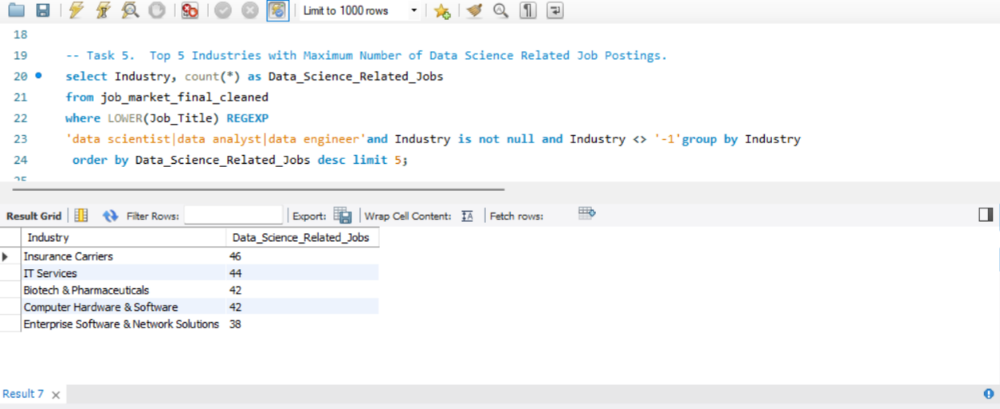 Limit to 1000 rows
18
19 -- Task 5. Top 5 Industries with Maximum Number of Data Science Related Job Postings.
20 select Industry, count(*) as Data_Science_Related_Jobs
21 from job_market_final_cleaned
22 where LOWER(Job_Title) REGEXP
23 'data scientist|data analyst|data engineer'and Industry is not null and Industry <> '-1'group by Industry
24 order by Data_Science_Related_Jobs desc limit 5;
25
Result Grid Filter Rows: Export: Wrap Cell Content: Fetch rows:
Industry Data_Science_Related_Jobs
Insurance Carriers 46
IT Services 44
Biotech & Pharmaceuticals 42
Computer Hardware & Software 42
Enterprise Software & Network Solutions 38
Result 7